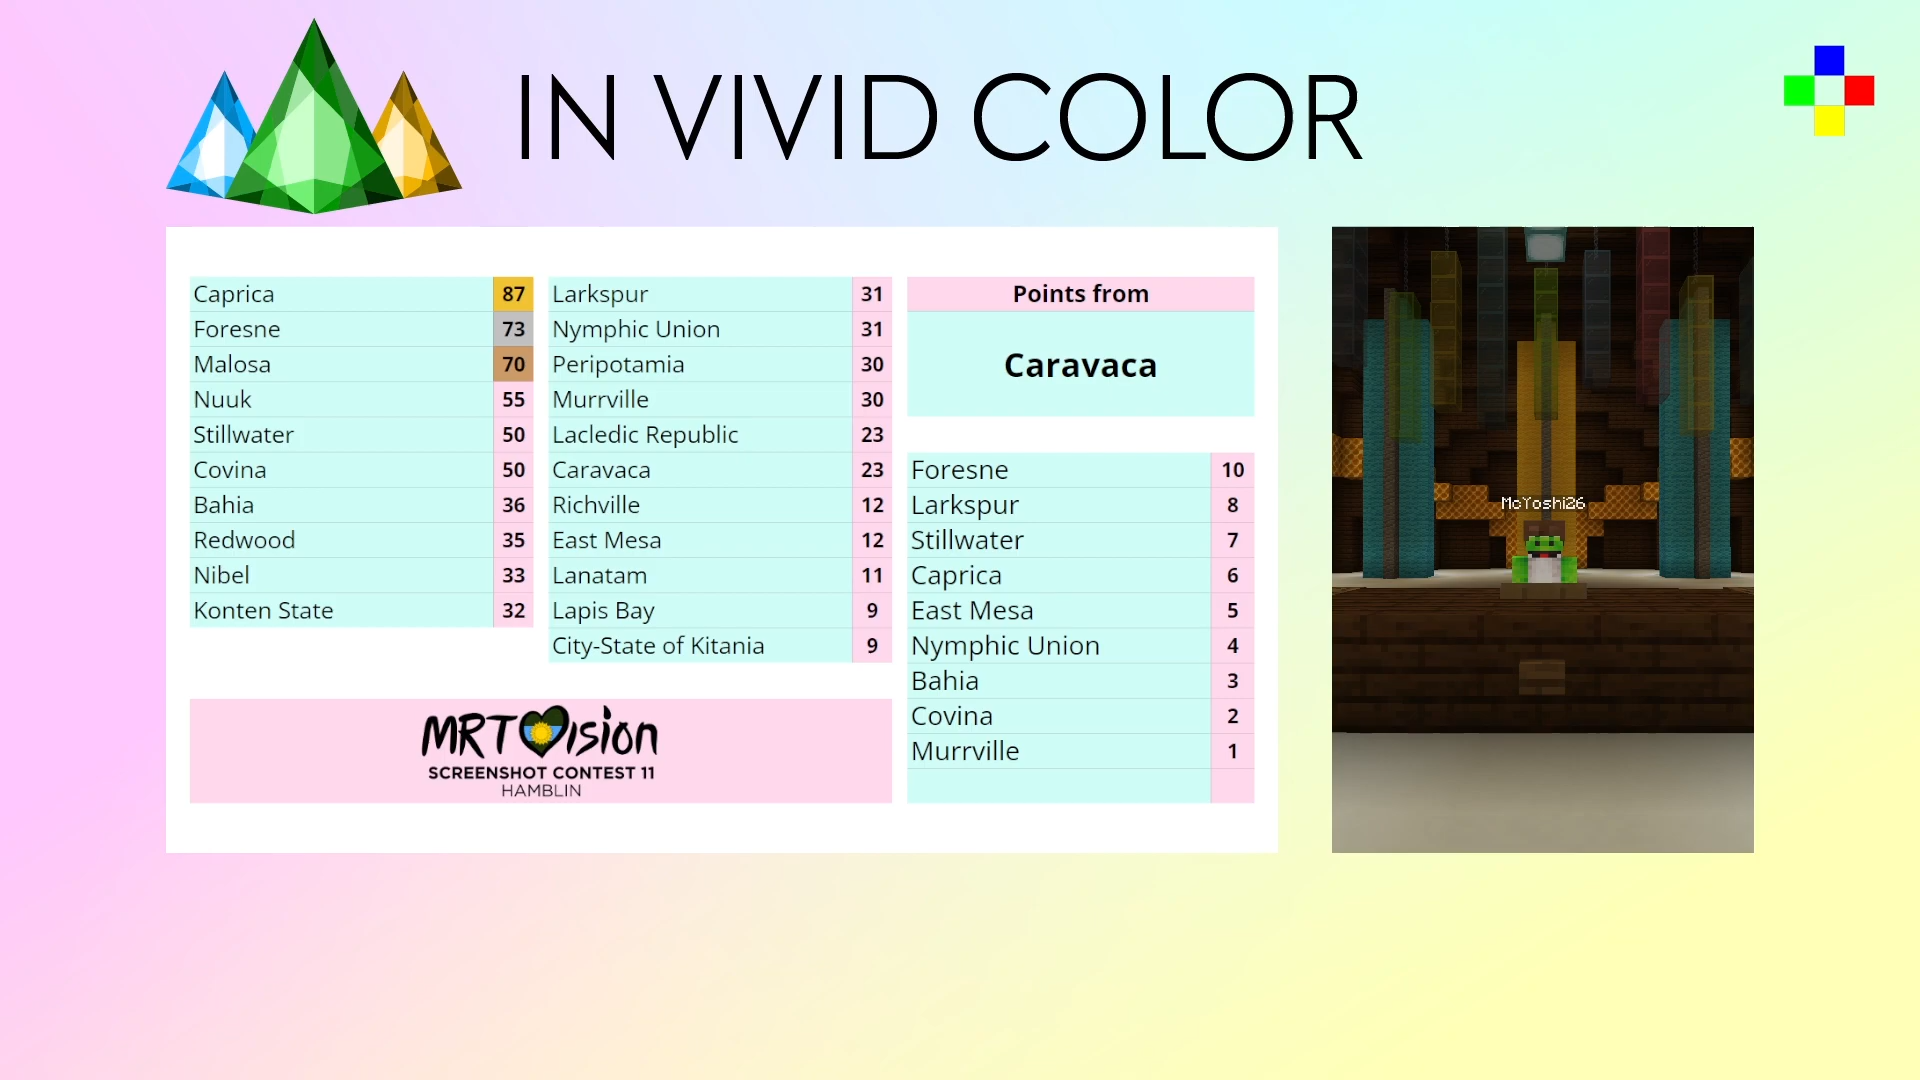 IN VIVID COLOR
Caprica 87
Foresne 73
Malosa 70
Nuuk 55
Stillwater 50
Covina 50
Bahia 36
Redwood 35
Nibel 33
Konten State 32
Larkspur 31
Nymphic Union 31
Peripotamia 30
Murrville 30
Lacledic Republic 23
Caravaca 23
Richville 12
East Mesa 12
Lanatam 11
Lapis Bay 9
City-State of Kitania 9
MRTVision
SCREENSHOT CONTEST 11
HAMBLIN
Points from
Caravaca
Foresne 10
Larkspur 8
Stillwater 7
Caprica 6
East Mesa 5
Nymphic Union 4
Bahia 3
Covina 2
Murrville 1
McYoshi26